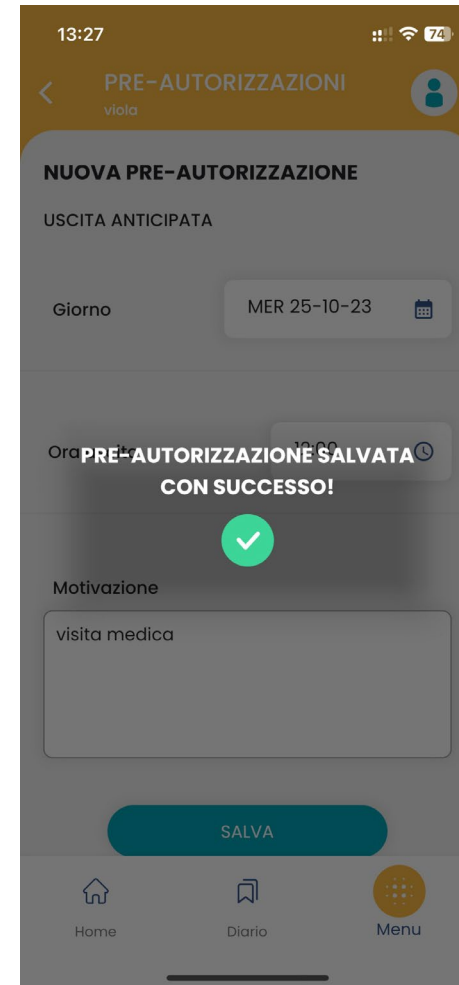 13:27
74
PRE-AUTORIZZAZIONI
viola
NUOVA PRE-AUTORIZZAZIONE
USCITA ANTICIPATA
Giorno
MER 25-10-23
Ora
PRE-AUTORIZZAZIONE SALVATA
CON SUCCESSO!
Motivazione
visita medica
SALVA
Home
Diario
Menu